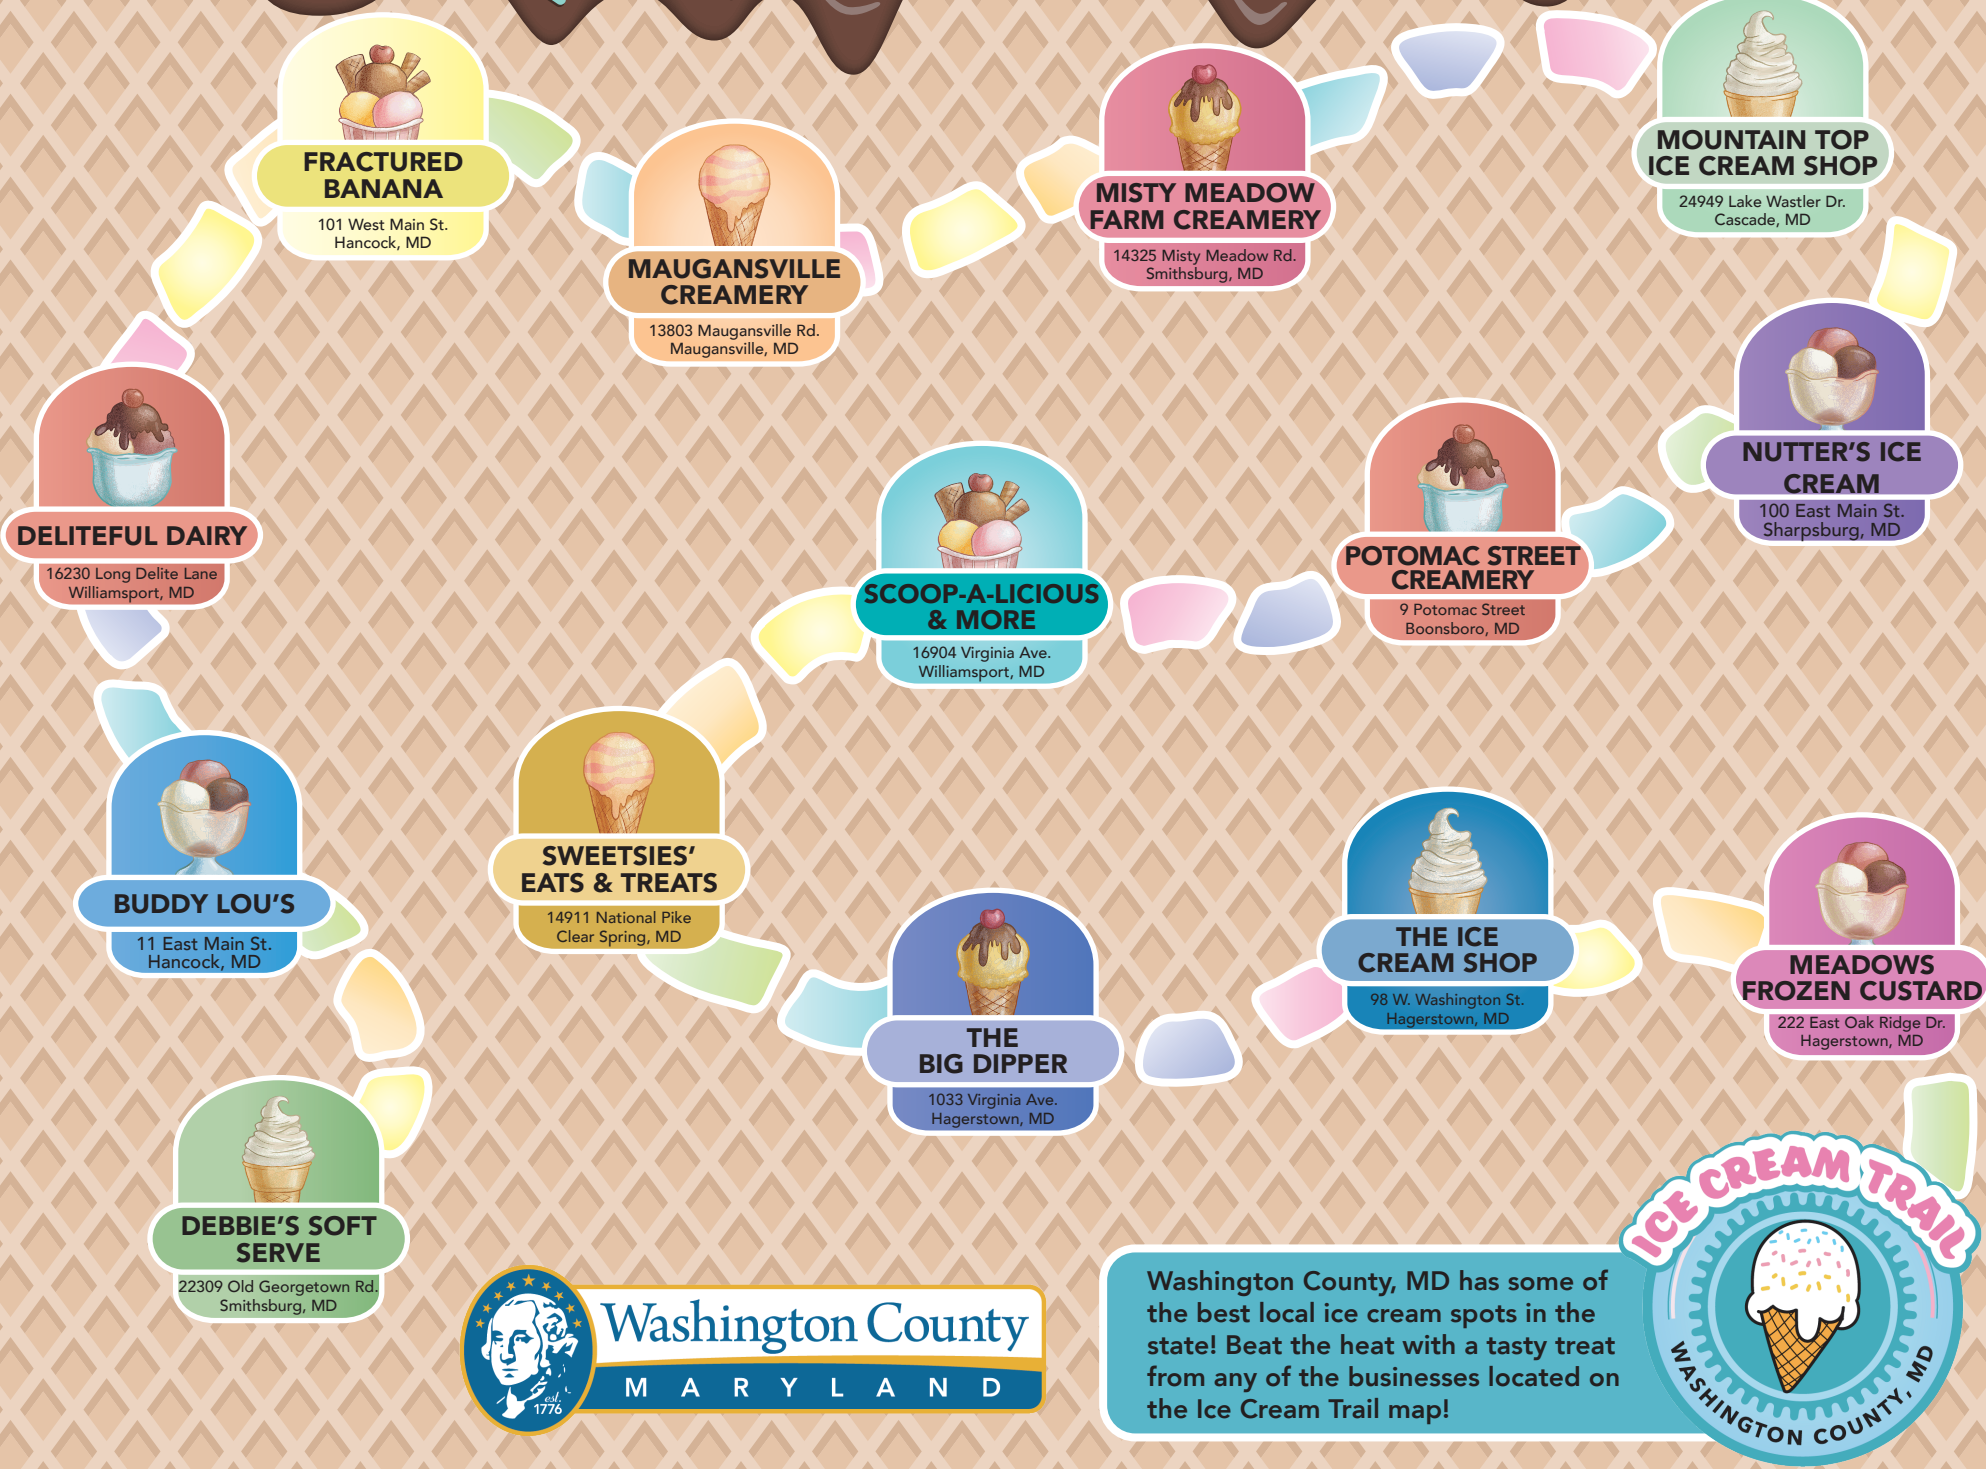 FRACTURED
BANANA
101 West Main St.
Hancock, MD
MAUGANSVILLE
CREAMERY
13803 Maugansville Rd.
Maugansville, MD
MISTY MEADOW
FARM CREAMERY
14325 Misty Meadow Rd.
Smithsburg, MD
MOUNTAIN TOP
ICE CREAM SHOP
24949 Lake Wastler Dr.
Cascade, MD
DELITEFUL DAIRY
16230 Long Delite Lane
Williamsport, MD
SCOOP-A-LICIOUS
& MORE
16904 Virginia Ave.
Williamsport, MD
POTOMAC STREET
CREAMERY
9 Potomac Street
Boonsboro, MD
NUTTER'S ICE
CREAM
100 East Main St.
Sharpsburg, MD
BUDDY LOU'S
11 East Main St.
Hancock, MD
SWEETSIES'
EATS & TREATS
14911 National Pike
Clear Spring, MD
THE
BIG DIPPER
1033 Virginia Ave.
Hagerstown, MD
THE ICE
CREAM SHOP
98 W. Washington St.
Hagerstown, MD
MEADOWS
FROZEN CUSTARD
222 East Oak Ridge Dr.
Hagerstown, MD
DEBBIE'S SOFT
SERVE
22309 Old Georgetown Rd.
Smithsburg, MD
est.
1776
Washington County
MARYLAND
Washington County, MD has some of
the best local ice cream spots in the
state! Beat the heat with a tasty treat
from any of the businesses located on
the Ice Cream Trail map!
ICE CREAM TRAIL
WASHINGTON COUNTY, MD